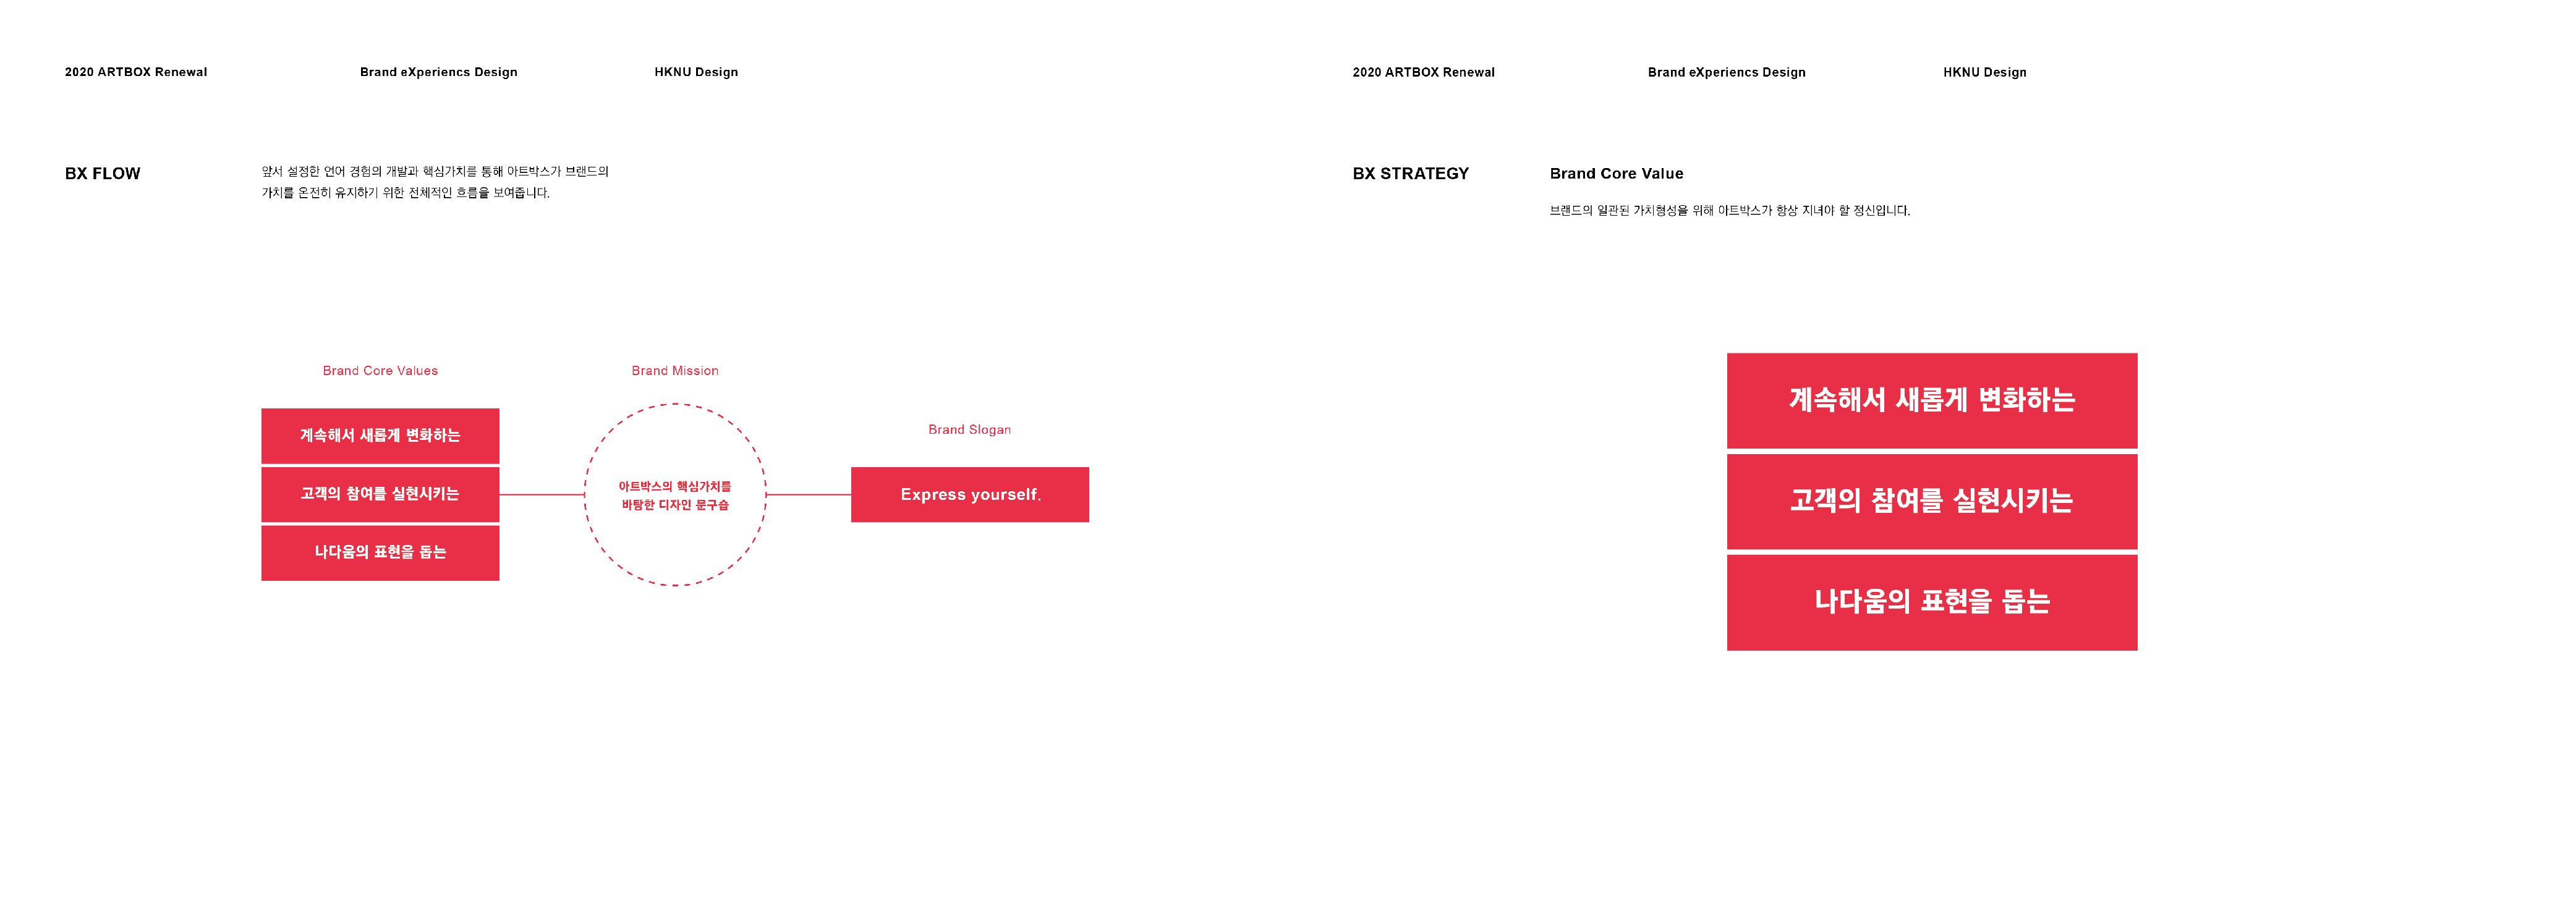 2020 ARTBOX Renewal
Brand eXperiencs Design
HKNU Design
BX FLOW
앞서 설정한 언어 경험의 개발과 핵심가치를 통해 아트박스가 브랜드의
가치를 온전히 유지하기 위한 전체적인 흐름을 보여줍니다.
Brand Core Values
계속해서 새롭게 변화하는
고객의 참여를 실현시키는
나다움의 표현을 돕는
Brand Mission
아트박스의 핵심가치를
바탕한 디자인 문구숍
Brand Slogan
Express yourself.
2020 ARTBOX Renewal
Brand eXperiencs Design
HKNU Design
BX STRATEGY
Brand Core Value
브랜드의 일관된 가치형성을 위해 아트박스가 항상 지녀야 할 정신입니다.
계속해서 새롭게 변화하는
고객의 참여를 실현시키는
나다움의 표현을 돕는